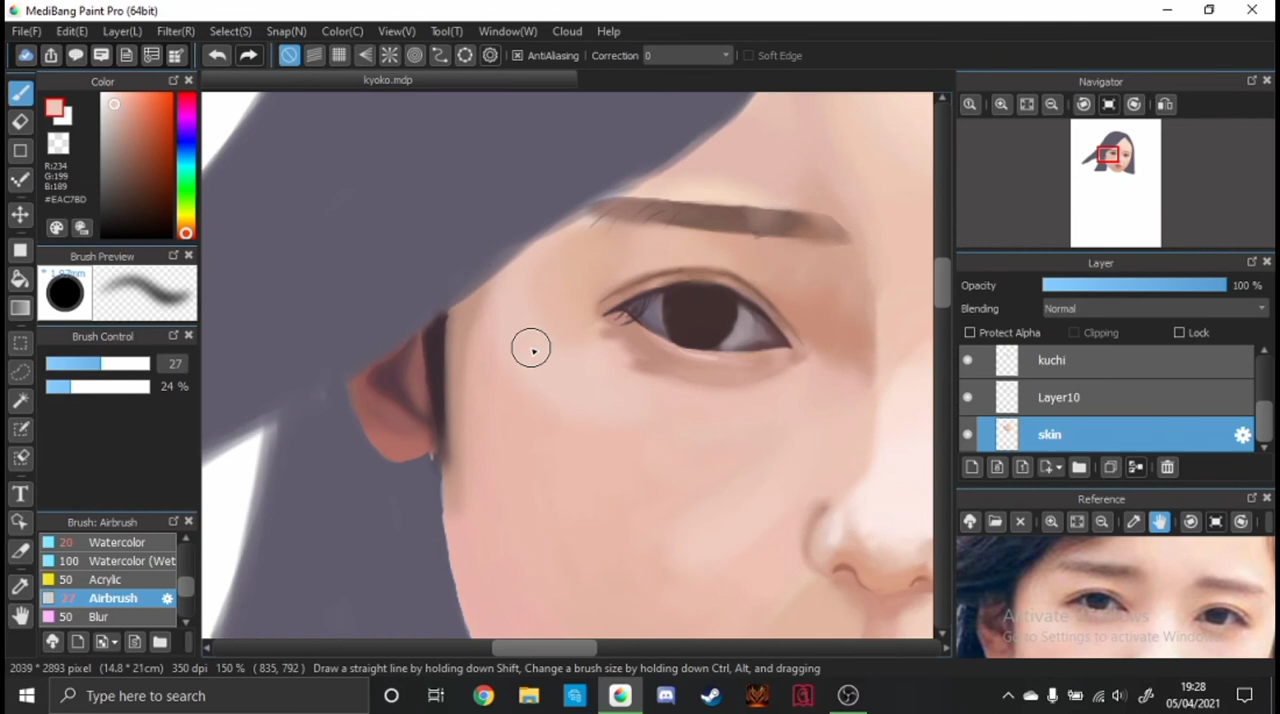 MediBang Paint Pro (64bit)
File(F) Edit(E) Layer(L) Filter(R) Select(S) Snap(N) Color(C) View(V) Tool(T) Window(W) Cloud Help
AntiAliasing Correction 0 Soft Edge
Color
kyoko.mdp
Navigator
R:234
G:199
B:189
#EAC7BD
Brush Preview
* 1.97mm
Brush Control
27
24 %
Layer
Opacity 100 %
Blending Normal
Protect Alpha Clipping Lock
kuchi
Layer10
skin
Brush: Airbrush
20 Watercolor
100 Watercolor (Wet
50 Acrylic
27 Airbrush
50 Blur
Reference
Activate Windows
Go to Settings to activate Windows.
2039 * 2893 pixel (14.8 * 21cm) 350 dpi 150 % ( 835, 792 ) Draw a straight line by holding down Shift, Change a brush size by holding down Ctrl, Alt, and dragging
Type here to search
19:28
05/04/2021